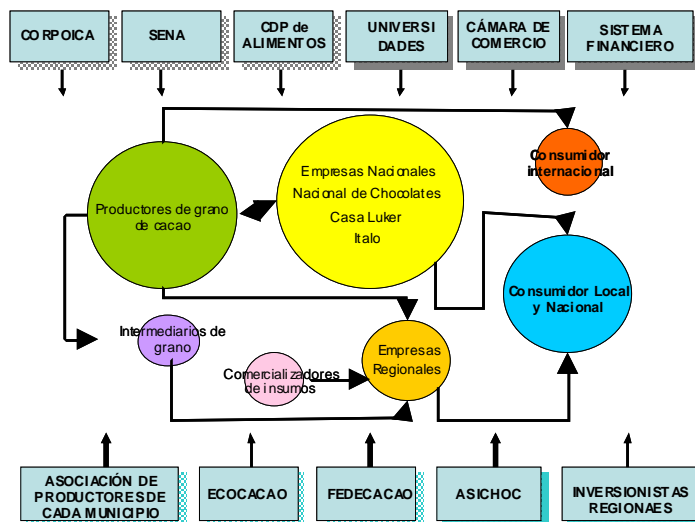 CORPOICA
SENA
CDP de
ALIMENTOS
UNIVERSI
DADES
CÁMARA DE
COMERCIO
SISTEMA
FINANCIERO
Productores de grano
de cacao
Empresas Nacionales
Nacional de Chocolates
Casa Luker
Italo
Consumidor
internacional
Consumidor Local
y Nacional
Intermediarios de
grano
Comercializadores
de insumos
Empresas
Regionales
ASOCIACIÓN DE
PRODUCTORES DE
CADA MUNICIPIO
ECOCACAO
FEDECACAO
ASICHOC
INVERSIONISTAS
REGIONAES